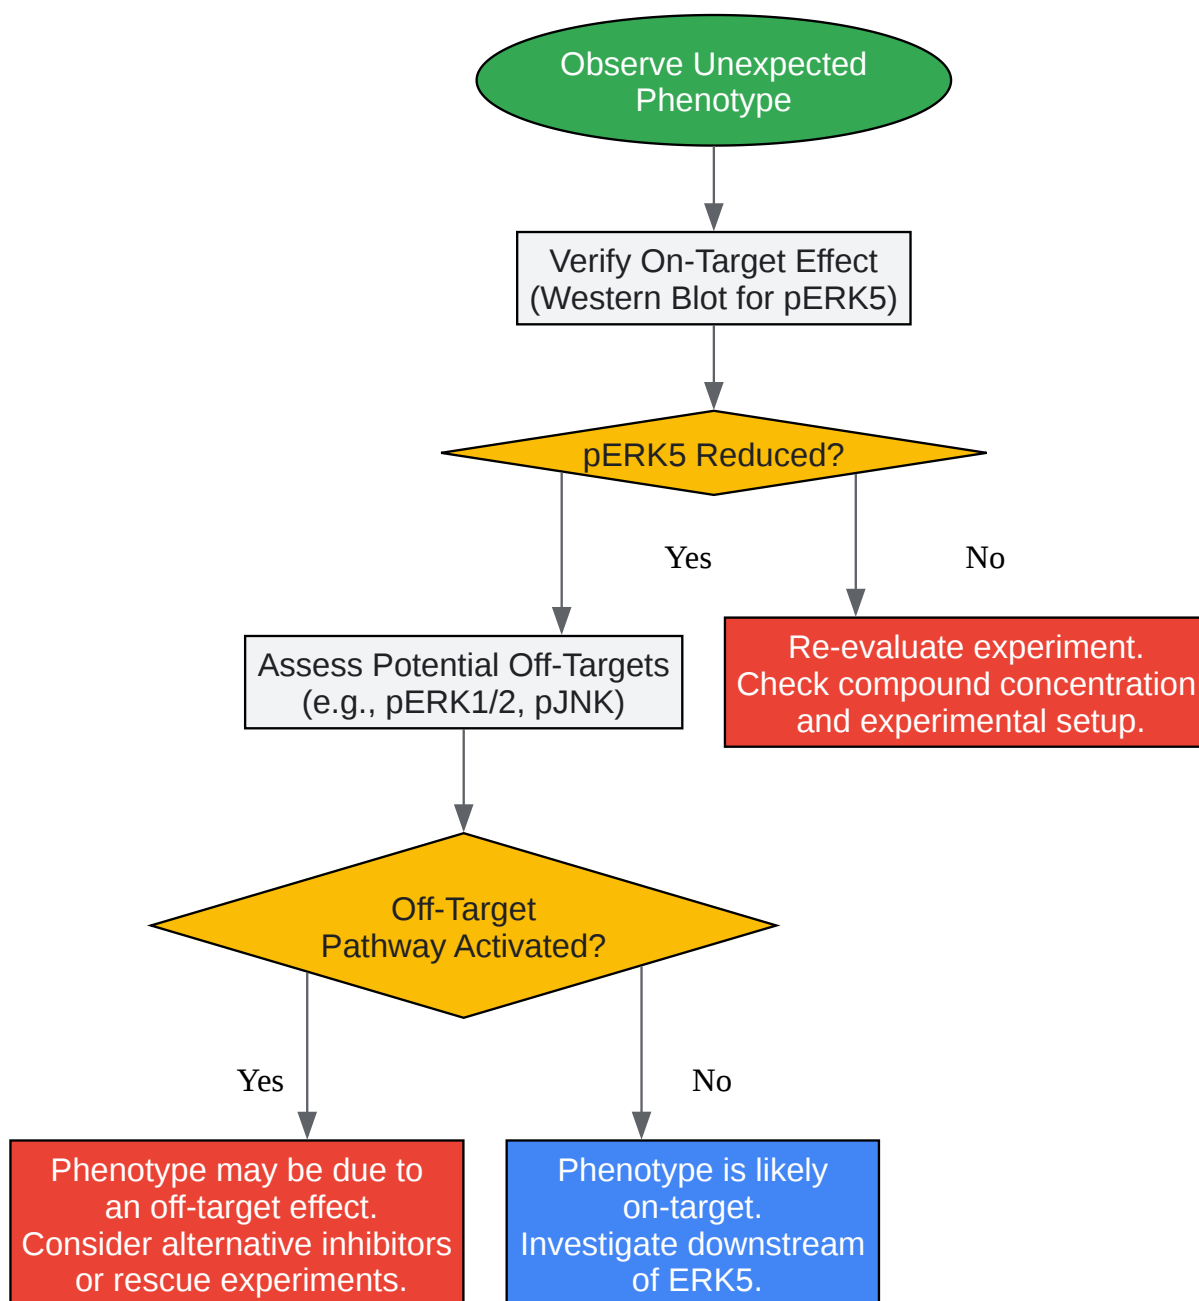 Observe Unexpected
Phenotype
Verify On-Target Effect
(Western Blot for pERK5)
pERK5 Reduced?
Yes
No
Assess Potential Off-Targets
(e.g., pERK1/2, pJNK)
Re-evaluate experiment.
Check compound concentration
and experimental setup.
Off-Target
Pathway Activated?
Yes
No
Phenotype may be due to
an off-target effect.
Consider alternative inhibitors
or rescue experiments.
Phenotype is likely
on-target.
Investigate downstream
of ERK5.